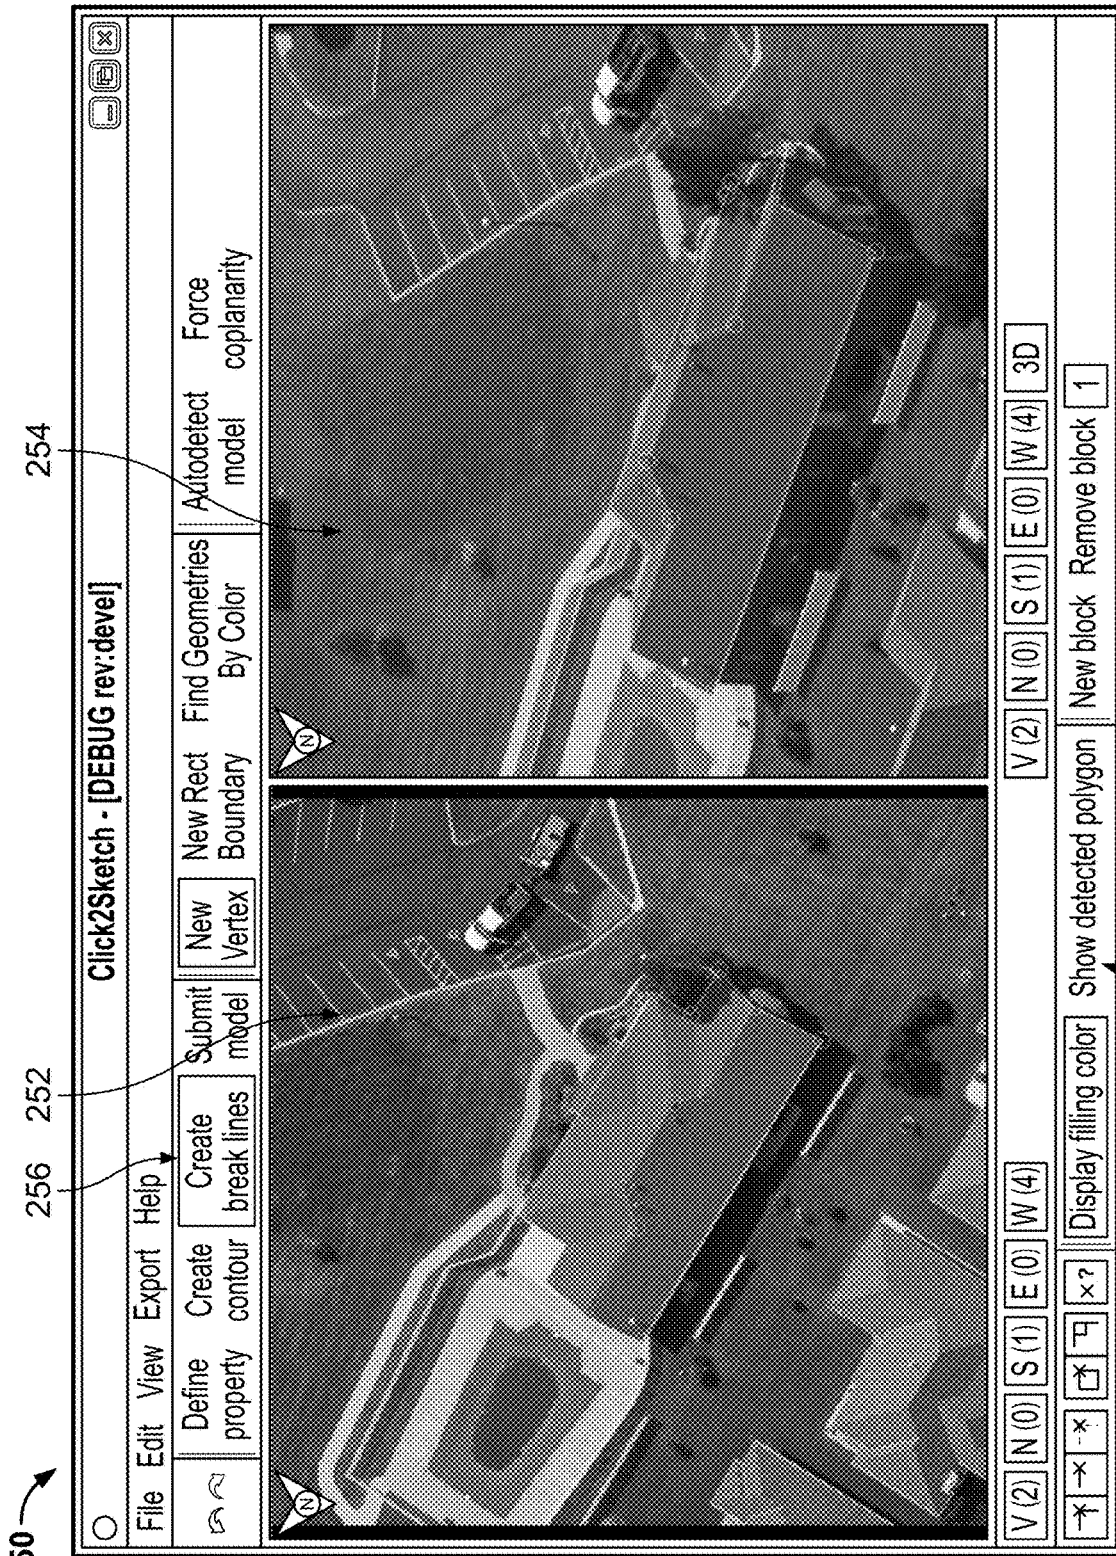 256 252 254
Click2Sketch - [DEBUG rev:devel]
File Edit View Export Help
Define property
Create contour
Create break lines
Submit model
New Vertex
New Rect Boundary
Find Geometries By Color
Autodetect model
Force coplanarity
N
N
V (2) N (0) S (1) E (0) W (4)
V (2) N (0) S (1) E (0) W (4) 3D
×? Display filling color Show detected polygon New block Remove block 1